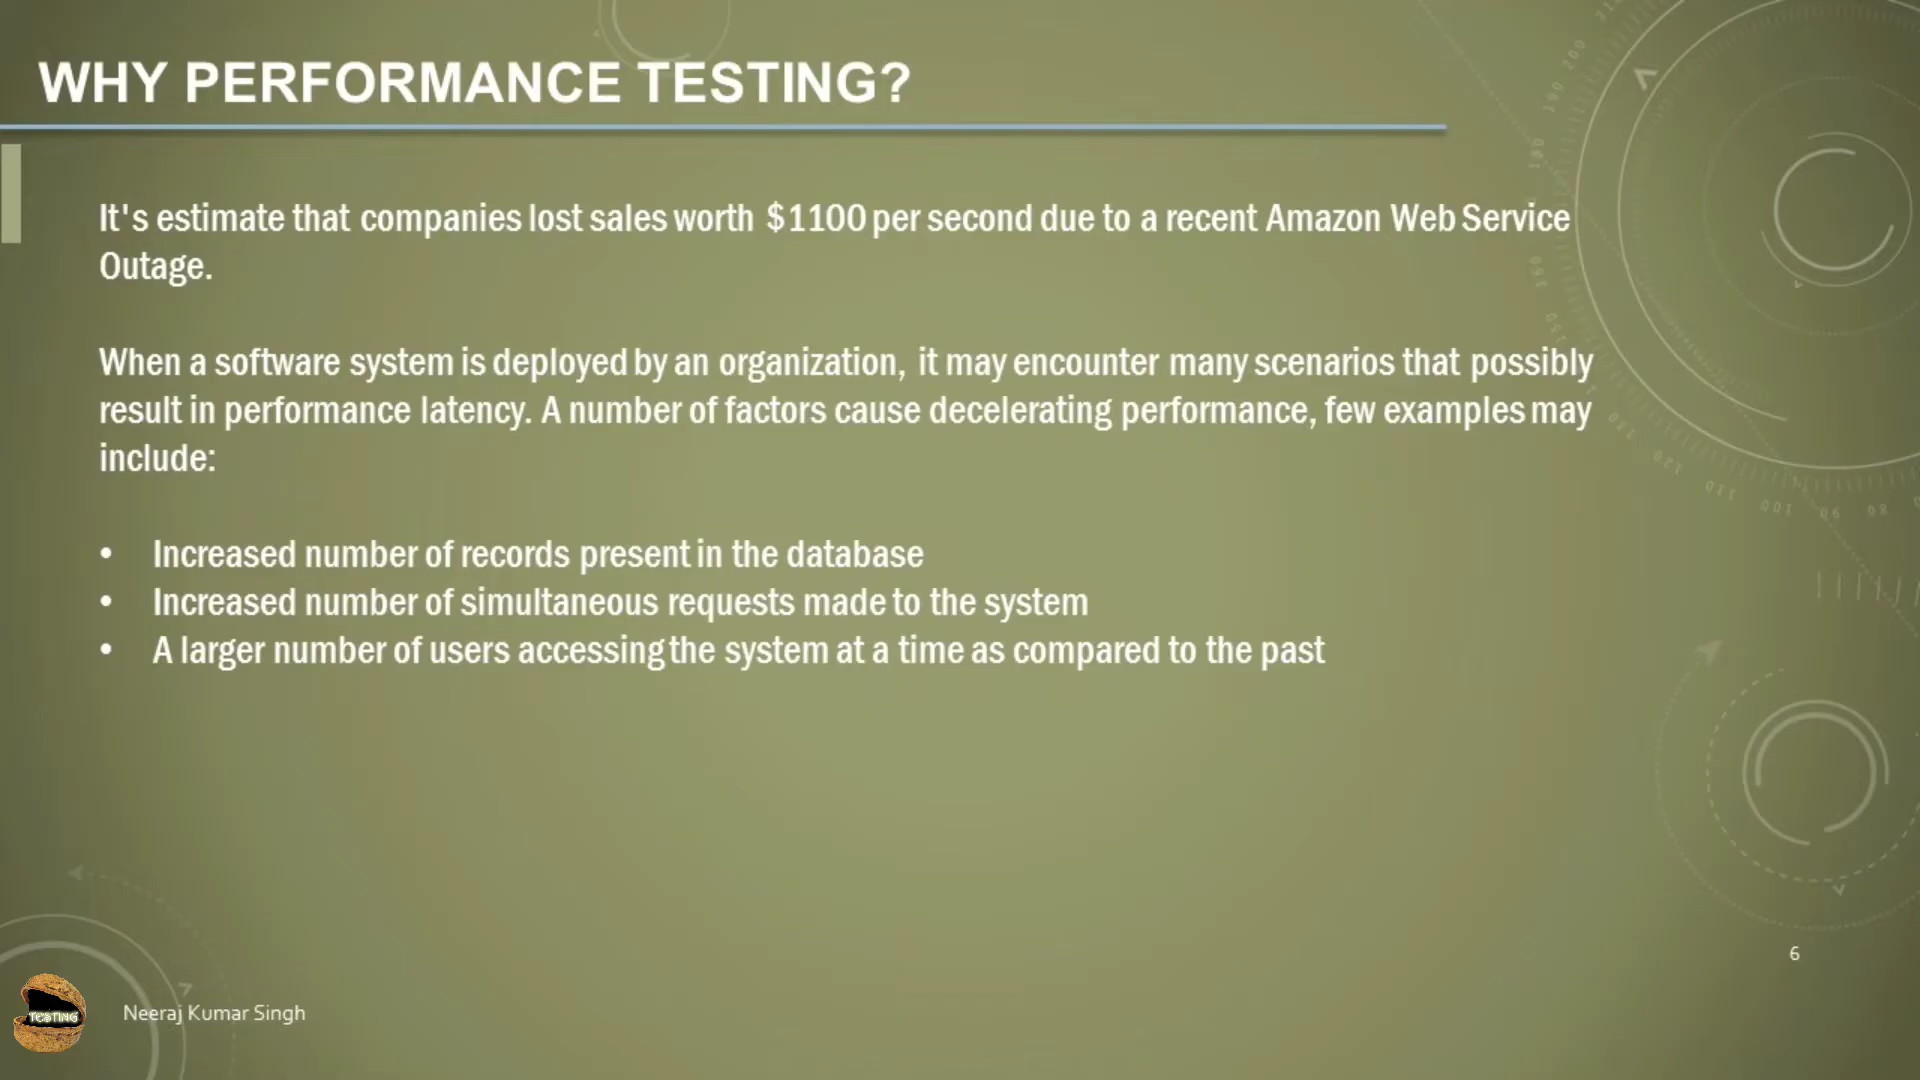 WHY PERFORMANCE TESTING?
It's estimate that companies lost sales worth $1100 per second due to a recent Amazon Web Service
Outage.
When a software system is deployed by an organization, it may encounter many scenarios that possibly
result in performance latency. A number of factors cause decelerating performance, few examples may
include:
• Increased number of records present in the database
• Increased number of simultaneous requests made to the system
• A larger number of users accessing the system at a time as compared to the past
6
TESTING
Neeraj Kumar Singh